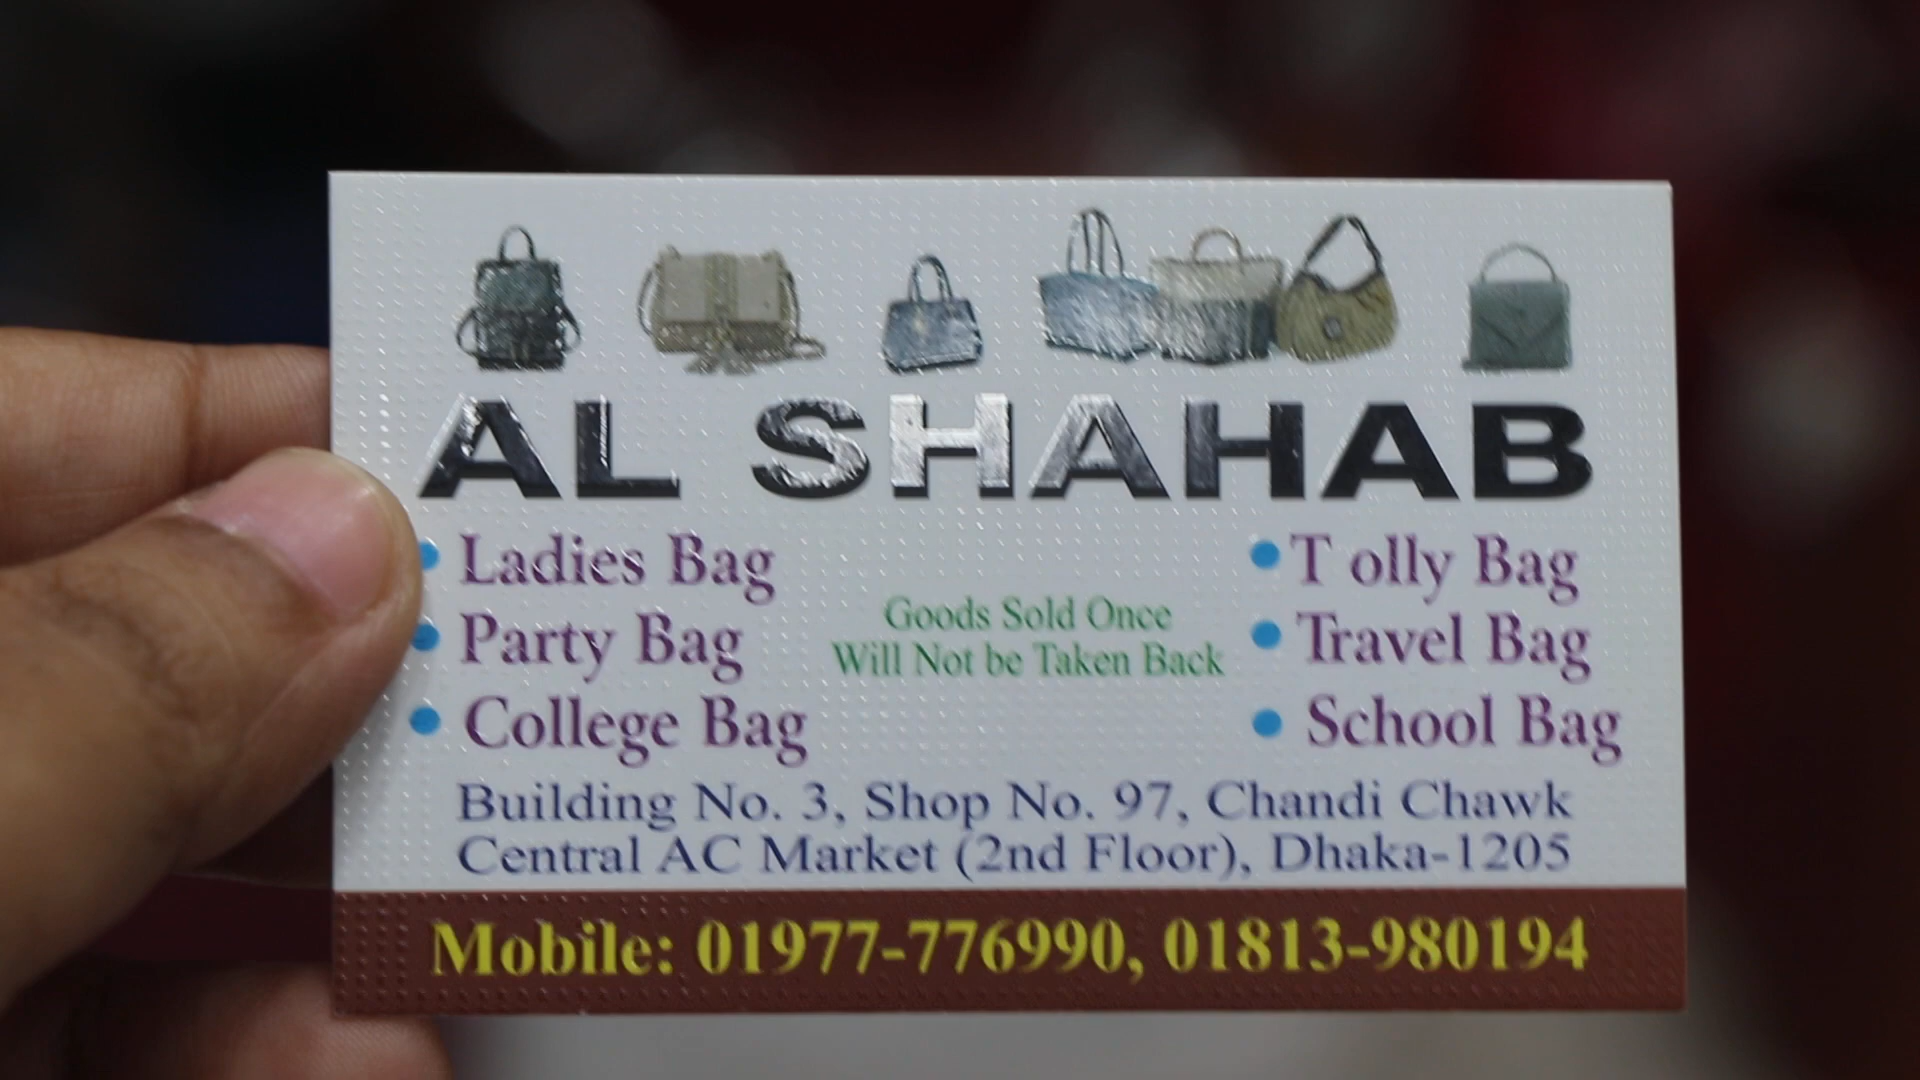 AL SHAHAB
• Ladies Bag
• Party Bag
• College Bag
Goods Sold Once
Will Not be Taken Back
• T olly Bag
• Travel Bag
• School Bag
Building No. 3, Shop No. 97, Chandi Chawk
Central AC Market (2nd Floor), Dhaka-1205
Mobile: 01977-776990, 01813-980194